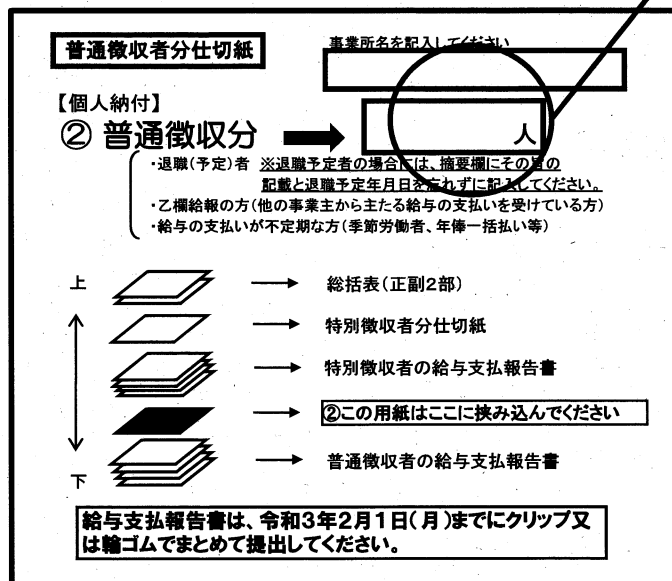 普通徴収者分仕切紙
事業所名を記入してください
【個人納付】
② 普通徴収分
人
・退職(予定)者 ※退職予定者の場合には、摘要欄にその旨の
記載と退職予定年月日を忘れずに記入してください。
・乙欄給報の方(他の事業主から主たる給与の支払いを受けている方)
・給与の支払いが不定期な方(季節労働者、年俸一括払い等)
上
総括表(正副2部)
特別徴収者分仕切紙
特別徴収者の給与支払報告書
②この用紙はここに挟み込んでください
普通徴収者の給与支払報告書
下
給与支払報告書は、令和3年2月1日(月)までにクリップ又
は輪ゴムでまとめて提出してください。